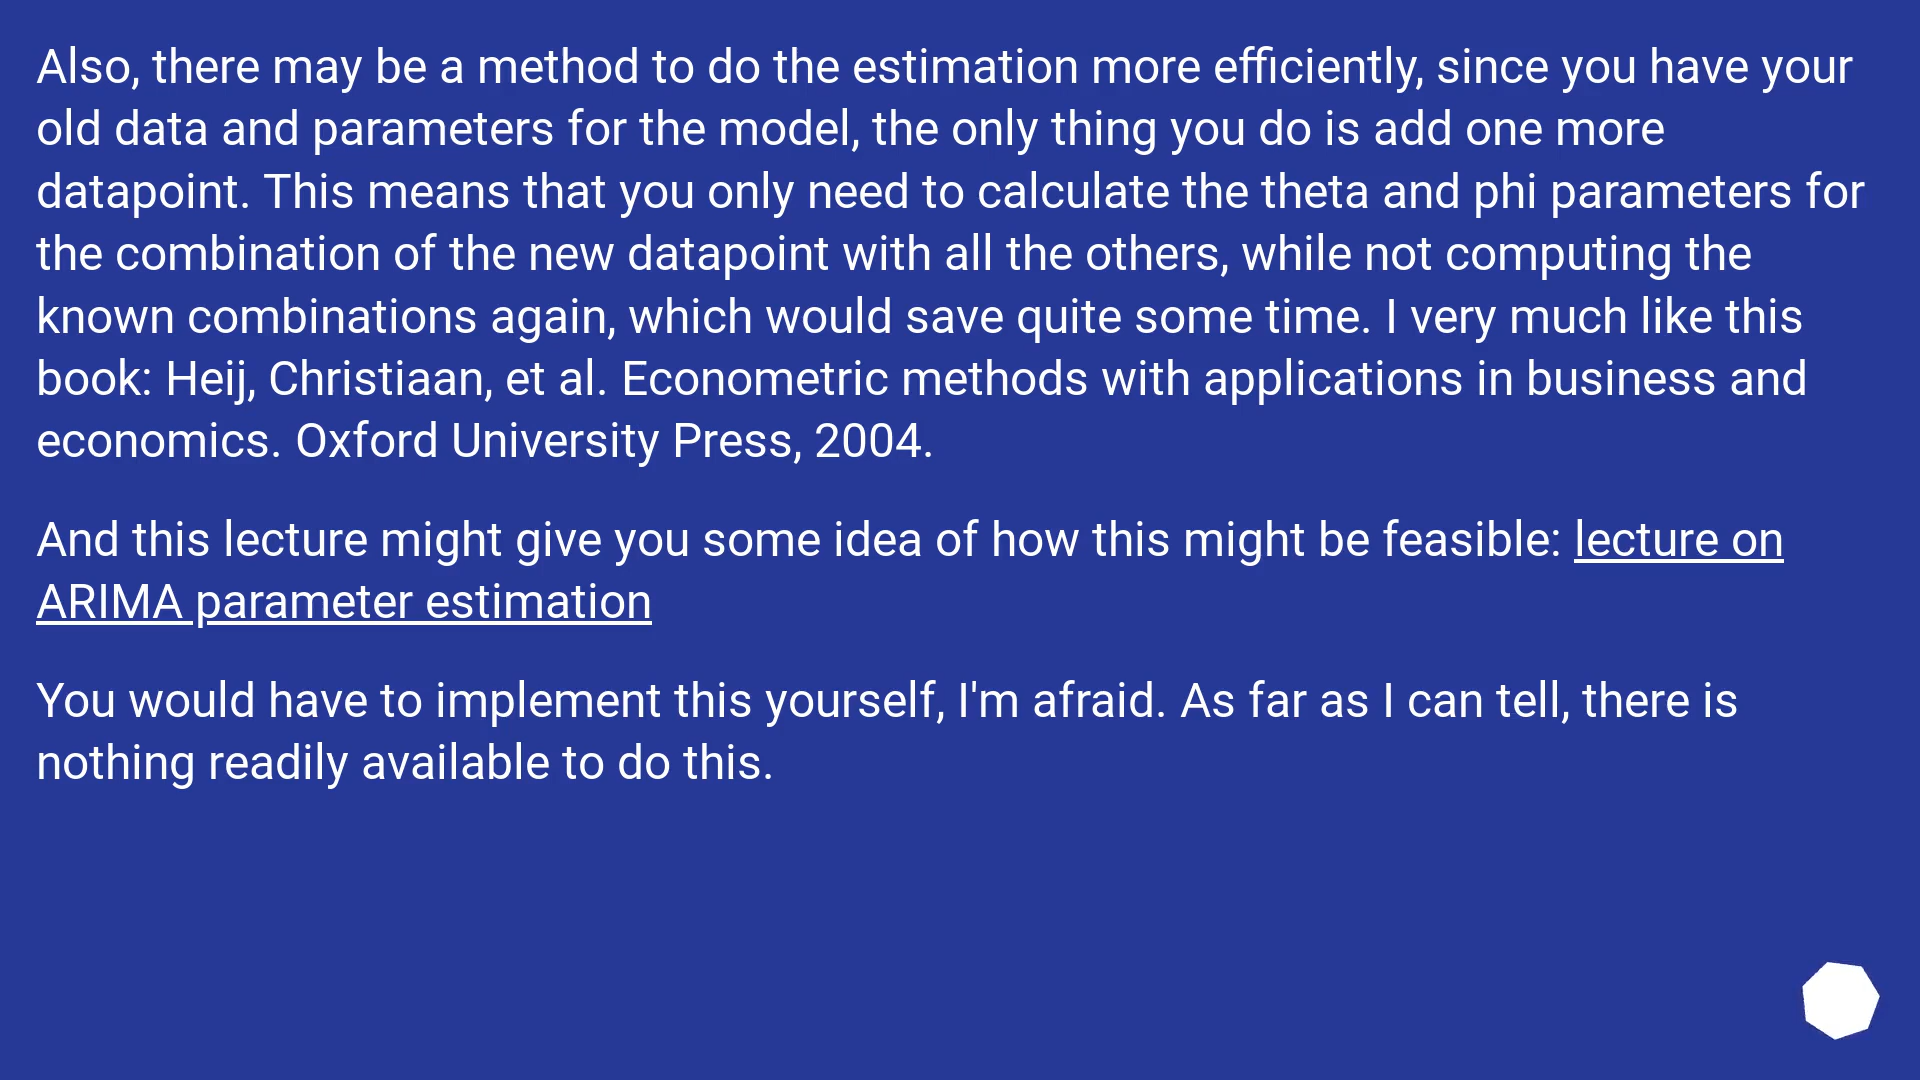 Also, there may be a method to do the estimation more efficiently, since you have your
old data and parameters for the model, the only thing you do is add one more
datapoint. This means that you only need to calculate the theta and phi parameters for
the combination of the new datapoint with all the others, while not computing the
known combinations again, which would save quite some time. I very much like this
book: Heij, Christiaan, et al. Econometric methods with applications in business and
economics. Oxford University Press, 2004.
And this lecture might give you some idea of how this might be feasible: lecture on
ARIMA parameter estimation
You would have to implement this yourself, I'm afraid. As far as I can tell, there is
nothing readily available to do this.